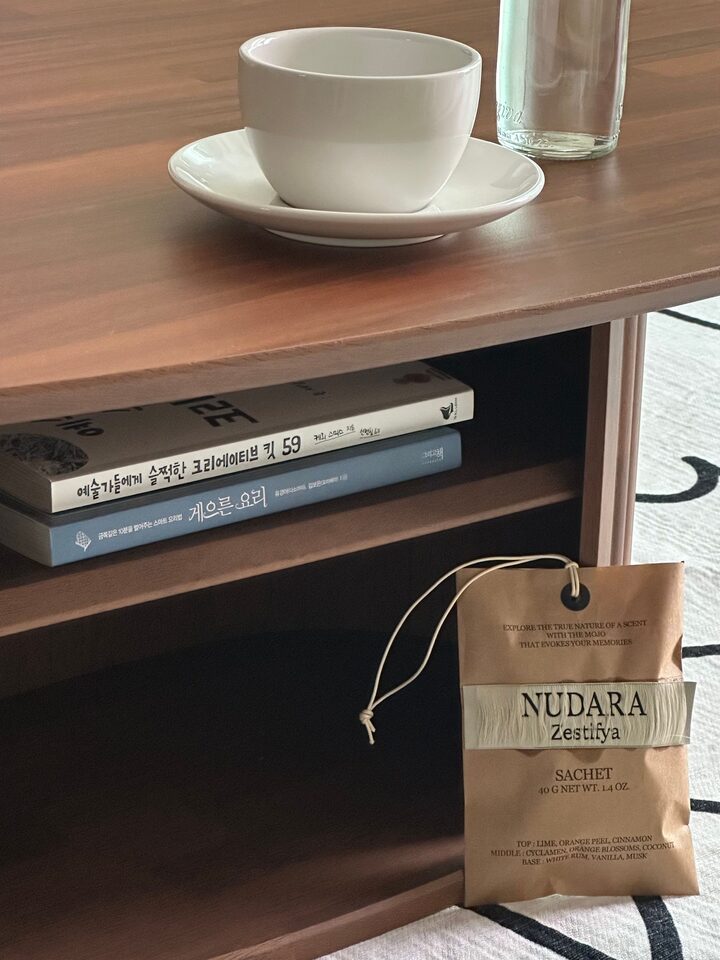 예술가들에게 슬쩍한 크리에이티브 킷 59
게으른 요리
EXPLORE THE TRUE NATURE OF A SCENT
WITH THE MOJO
THAT EVOKES YOUR MEMORIES
NUDARA
Zestifya
SACHET
40 G NET WT. 1.4 OZ.
TOP : LIME, ORANGE PEEL, CINNAMON
MIDDLE : CYCLAMEN, ORANGE BLOSSOMS, COCONUT
BASE : WHITE RUM, VANILLA, MUSK